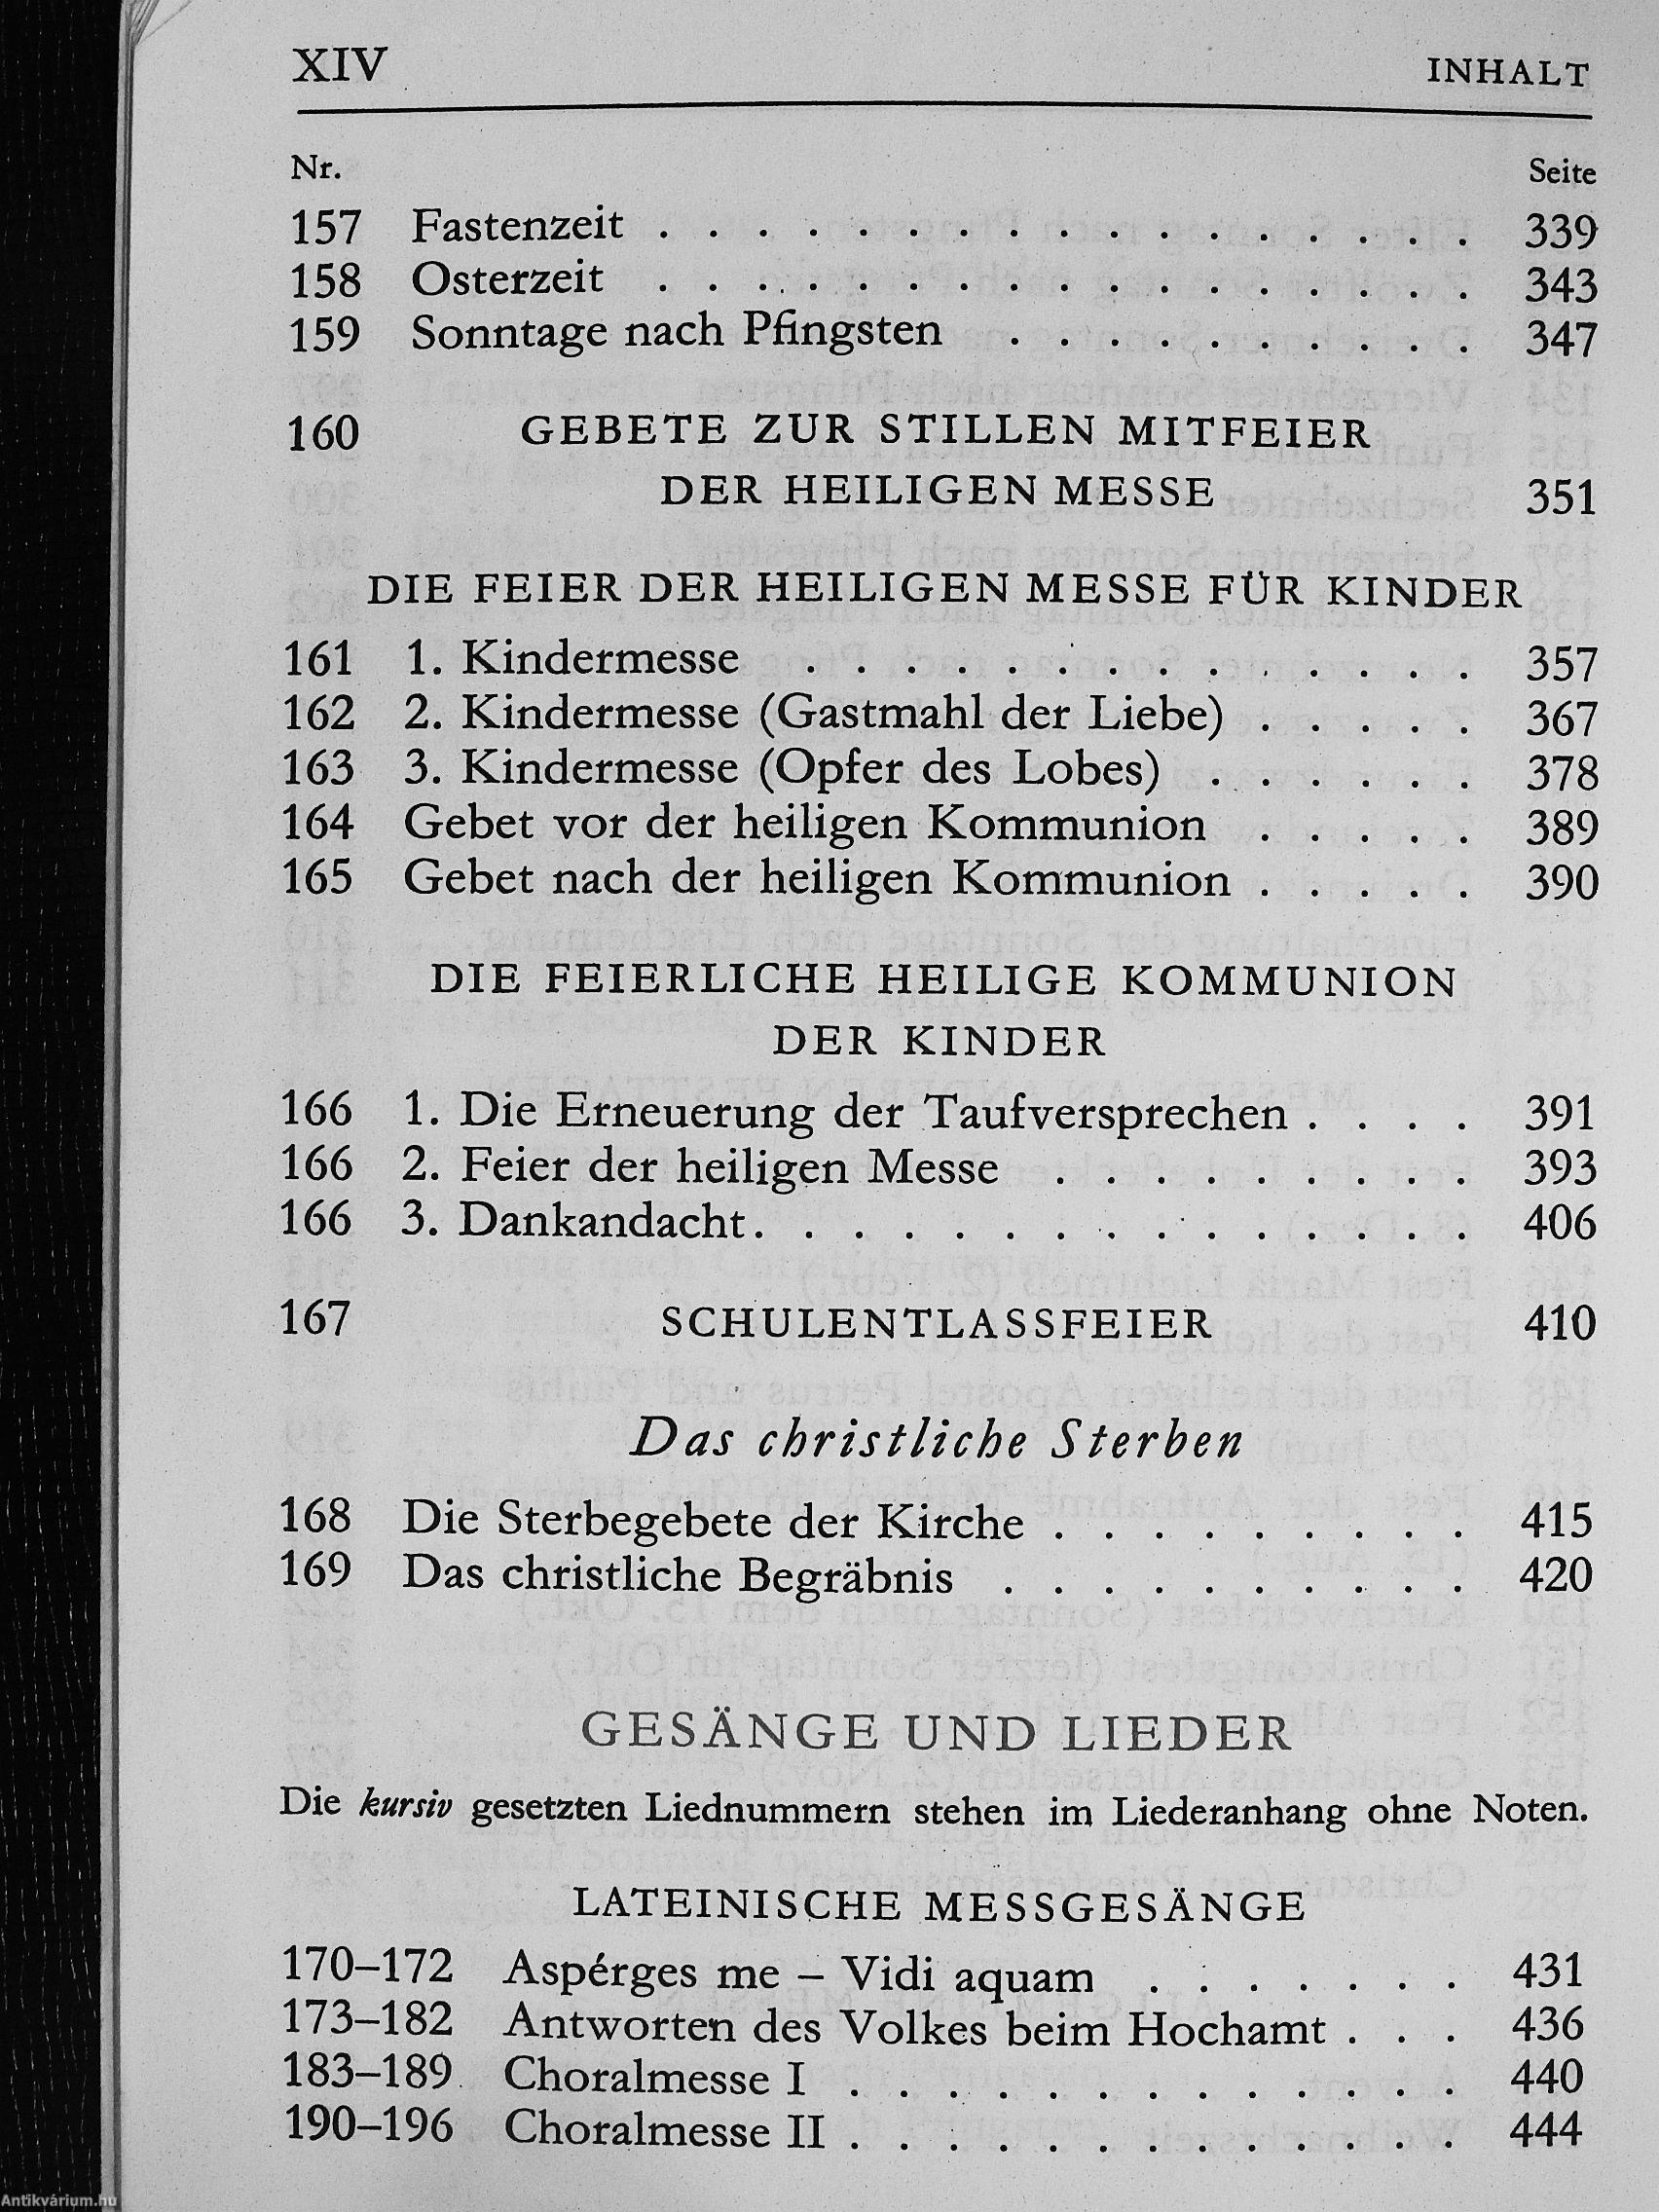 XIV INHALT
Nr. Seite
157 Fastenzeit . . . . . . . . . . . . . . . . . 339
158 Osterzeit . . . . . . . . . . . . . . . . . 343
159 Sonntage nach Pfingsten . . . . . . . . . . 347
160 GEBETE ZUR STILLEN MITFEIER
DER HEILIGEN MESSE 351
DIE FEIER DER HEILIGEN MESSE FÜR KINDER
161 1. Kindermesse . . . . . . . . . . . . . . 357
162 2. Kindermesse (Gastmahl der Liebe) . . . . . 367
163 3. Kindermesse (Opfer des Lobes) . . . . . . 378
164 Gebet vor der heiligen Kommunion . . . . . 389
165 Gebet nach der heiligen Kommunion . . . . . 390
DIE FEIERLICHE HEILIGE KOMMUNION
DER KINDER
166 1. Die Erneuerung der Taufversprechen . . . . 391
166 2. Feier der heiligen Messe . . . . . . . . . 393
166 3. Dankandacht . . . . . . . . . . . . . . . 406
167 SCHULENTLASSFEIER 410
Das christliche Sterben
168 Die Sterbegebete der Kirche . . . . . . . . . 415
169 Das christliche Begräbnis . . . . . . . . . . 420
GESÄNGE UND LIEDER
Die kursiv gesetzten Liednummern stehen im Liederanhang ohne Noten.
LATEINISCHE MESSGESÄNGE
170–172 Aspérges me – Vidi aquam . . . . . . . 431
173–182 Antworten des Volkes beim Hochamt . . . 436
183–189 Choralmesse I . . . . . . . . . . . . . 440
190–196 Choralmesse II . . . . . . . . . . . . . 444
Antikvárium.hu